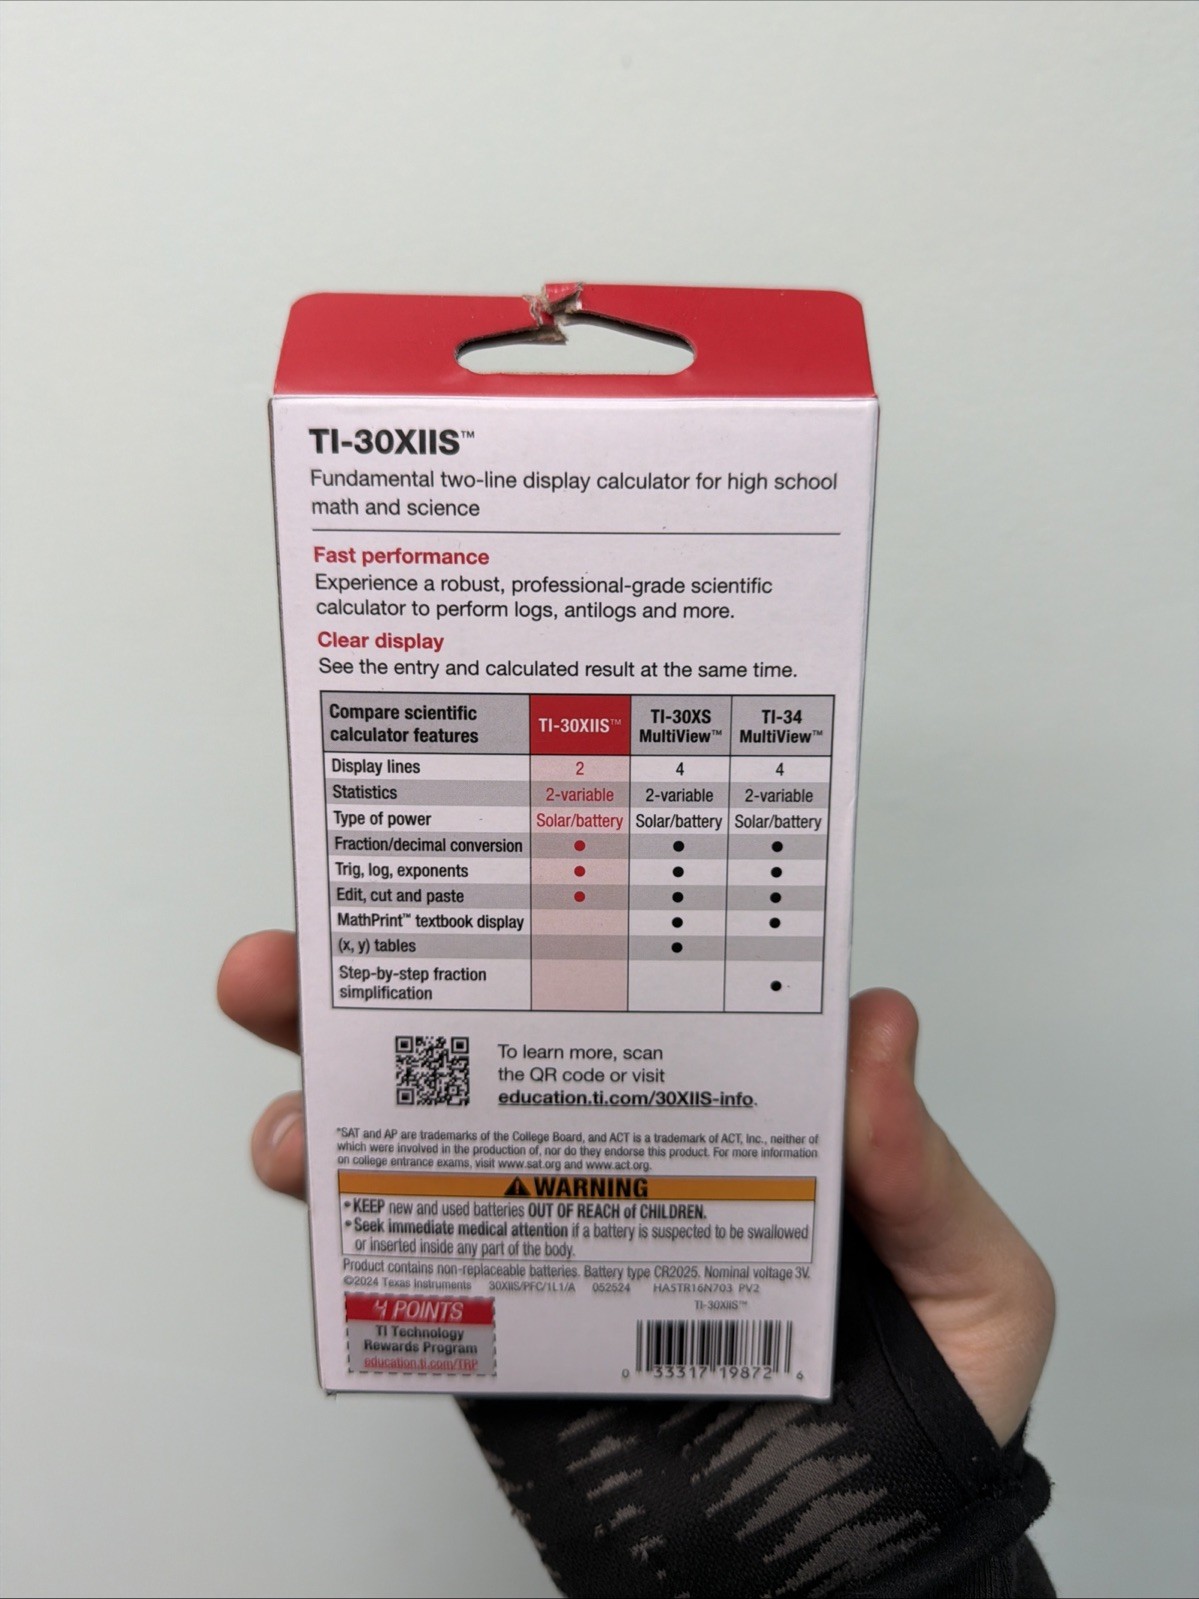 TI-30XIIS™
Fundamental two-line display calculator for high school
math and science
Fast performance
Experience a robust, professional-grade scientific
calculator to perform logs, antilogs and more.
Clear display
See the entry and calculated result at the same time.
Compare scientific
calculator features
TI-30XIIS™
TI-30XS
MultiView™
TI-34
MultiView™
Display lines 2 4 4
Statistics 2-variable 2-variable 2-variable
Type of power Solar/battery Solar/battery Solar/battery
Fraction/decimal conversion ● ● ●
Trig, log, exponents ● ● ●
Edit, cut and paste ● ● ●
MathPrint™ textbook display ● ●
(x, y) tables ●
Step-by-step fraction
simplification ●
To learn more, scan
the QR code or visit
education.ti.com/30XIIS-info.
*SAT and AP are trademarks of the College Board, and ACT is a trademark of ACT, Inc., neither of
which were involved in the production of, nor do they endorse this product. For more information
on college entrance exams, visit www.sat.org and www.act.org.
⚠ WARNING
• KEEP new and used batteries OUT OF REACH of CHILDREN.
• Seek immediate medical attention if a battery is suspected to be swallowed
or inserted inside any part of the body.
Product contains non-replaceable batteries. Battery type CR2025. Nominal voltage 3V.
©2024 Texas Instruments 30XIIS/PFC/1L1/A 052524 HASTR16N703 PV2
TI-30XIIS™
4 POINTS
TI Technology
Rewards Program
education.ti.com/TRP
0 33317 19872 6